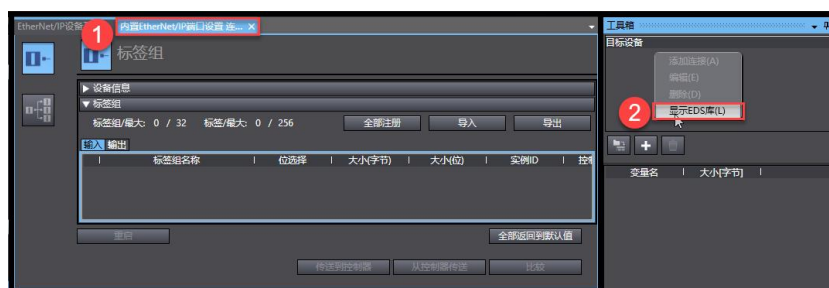 EtherNet/IP设备
内置EtherNet/IP端口设置 连... ×
1
标签组
▶ 设备信息
▼ 标签组
标签组/最大: 0 / 32 标签/最大: 0 / 256 全部注册 导入 导出
输入 输出
标签组名称 | 位选择 | 大小(字节) | 大小(位) | 实例ID | 控制
重启 全部返回到默认值
传送到控制器 从控制器传送 比较
工具箱
目标设备
添加连接(A)
编辑(E)
删除(D)
2
显示EDS库(L)
变量名 | 大小[字节] |